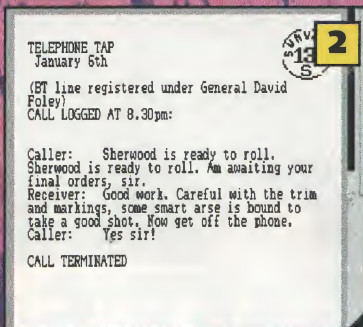 2
13
S
TELEPHONE TAP
January 6th
(BT line registered under General David
Foley)
CALL LOGGED AT 8.30pm:
Caller: Sherwood is ready to roll.
Sherwood is ready to roll. Am awaiting your
final orders, sir.
Receiver: Good work. Careful with the trim
and markings, some smart arse is bound to
take a good shot. Now get off the phone.
Caller: Yes sir!
CALL TERMINATED